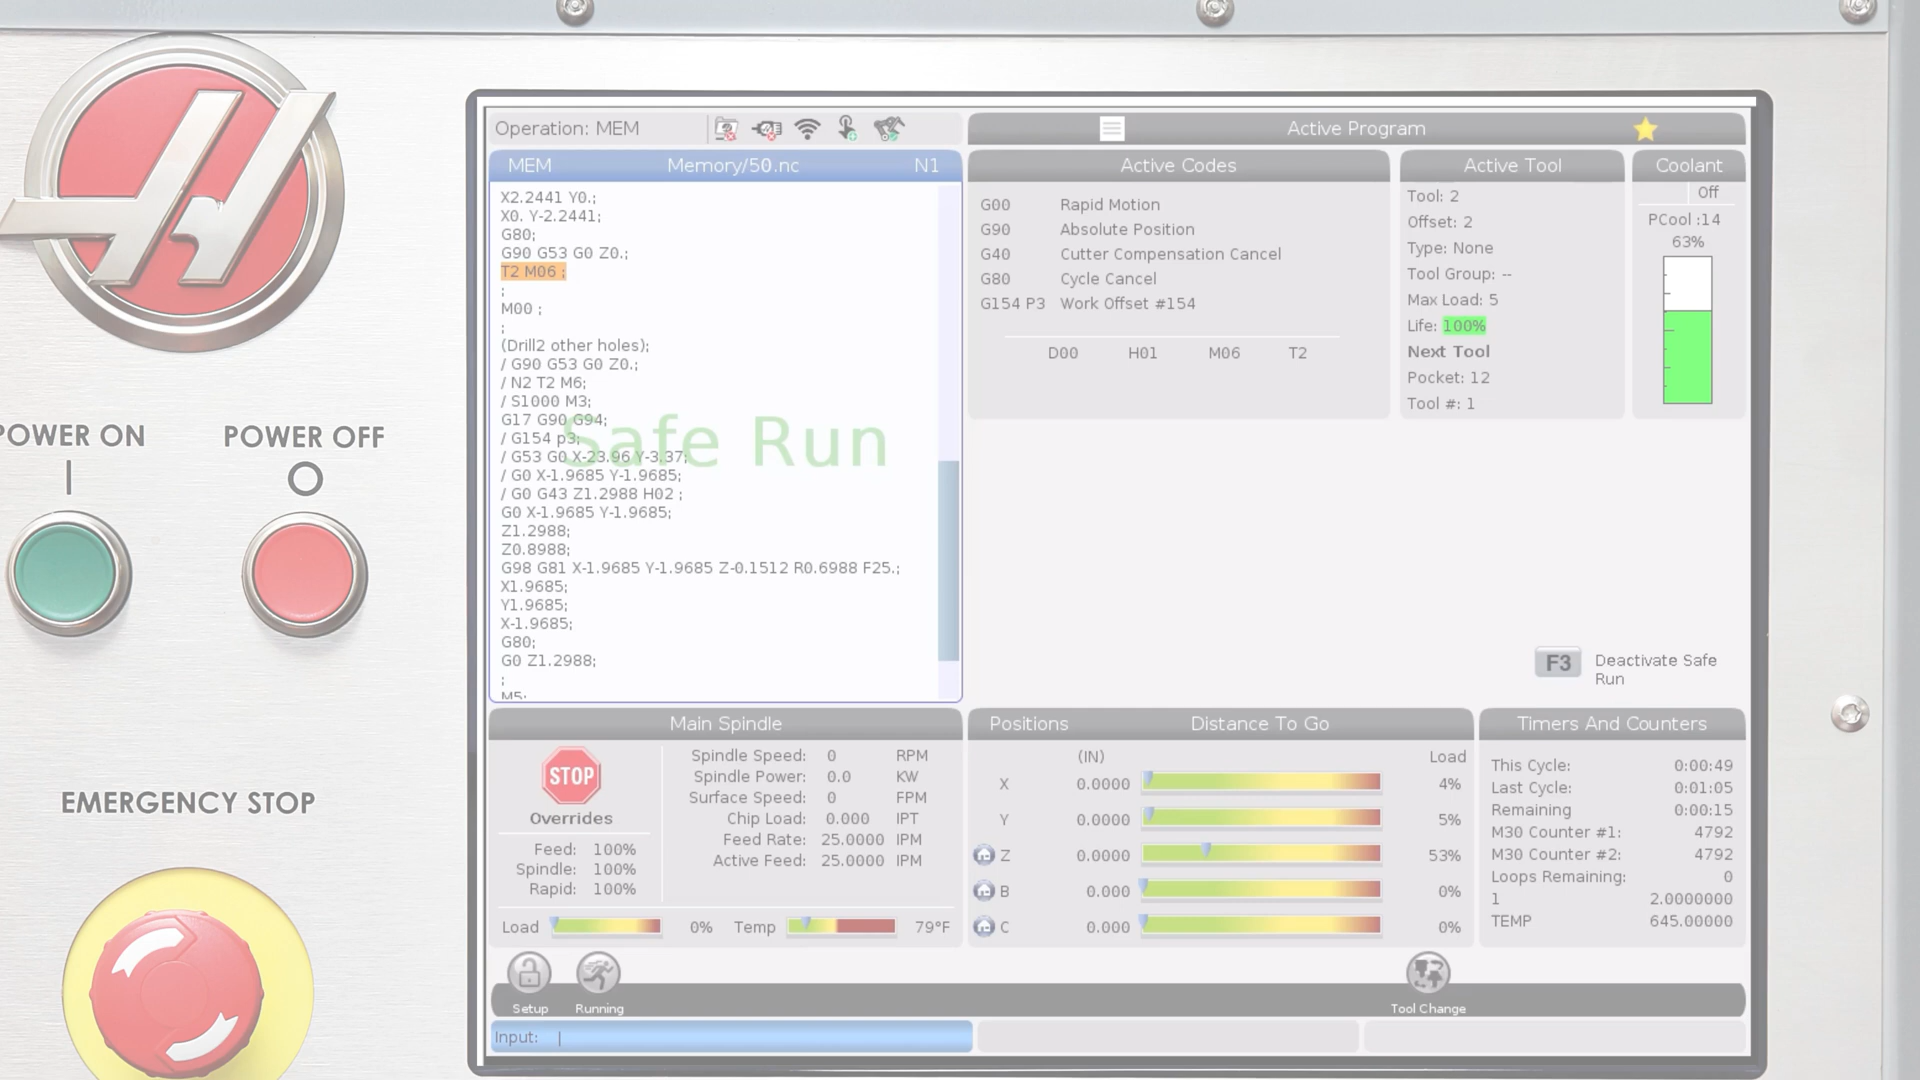 Operation: MEM
Active Program
MEM Memory/50.nc N1
X2.2441 Y0.;
X0. Y-2.2441;
G80;
G90 G53 G0 Z0.;
T2 M06 ;
;
M00 ;
;
(Drill2 other holes);
/ G90 G53 G0 Z0.;
/ N2 T2 M6;
/ S1000 M3;
G17 G90 G94;
/ G154 p3;
/ G53 G0 X-23.96 Y-3.37;
/ G0 X-1.9685 Y-1.9685;
/ G0 G43 Z1.2988 H02 ;
G0 X-1.9685 Y-1.9685;
Z1.2988;
Z0.8988;
G98 G81 X-1.9685 Y-1.9685 Z-0.1512 R0.6988 F25.;
X1.9685;
Y1.9685;
X-1.9685;
G80;
G0 Z1.2988;
;
M5;
Safe Run
Active Codes
G00 Rapid Motion
G90 Absolute Position
G40 Cutter Compensation Cancel
G80 Cycle Cancel
G154 P3 Work Offset #154
D00 H01 M06 T2
Active Tool
Tool: 2
Offset: 2
Type: None
Tool Group: --
Max Load: 5
Life: 100%
Next Tool
Pocket: 12
Tool #: 1
Coolant
Off
PCool :14
63%
F3 Deactivate Safe
Run
POWER ON
POWER OFF
EMERGENCY STOP
Main Spindle
STOP
Overrides
Feed: 100%
Spindle: 100%
Rapid: 100%
Spindle Speed: 0 RPM
Spindle Power: 0.0 KW
Surface Speed: 0 FPM
Chip Load: 0.000 IPT
Feed Rate: 25.0000 IPM
Active Feed: 25.0000 IPM
Load 0% Temp 79°F
Positions Distance To Go
(IN) Load
X 0.0000 4%
Y 0.0000 5%
Z 0.0000 53%
B 0.000 0%
C 0.000 0%
Timers And Counters
This Cycle: 0:00:49
Last Cycle: 0:01:05
Remaining 0:00:15
M30 Counter #1: 4792
M30 Counter #2: 4792
Loops Remaining: 0
1 2.0000000
TEMP 645.00000
Setup Running Tool Change
Input: |